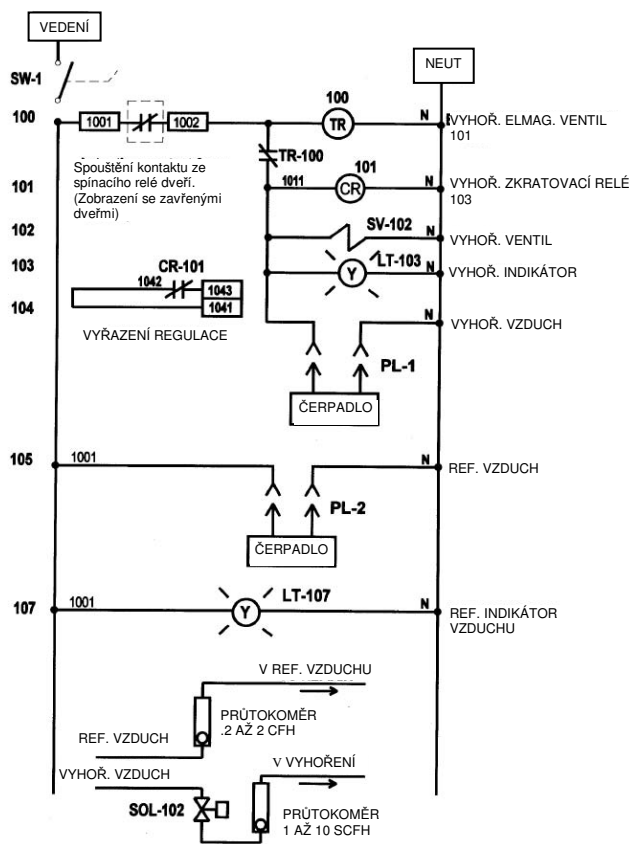 VEDENÍ
NEUT
SW-1
100
100
1001
1002
TR
N
VYHOŘ. ELMAG. VENTIL
101
TR-100
Spouštění kontaktu ze
spínacího relé dveří.
(Zobrazení se zavřenými
dveřmi)
101
1011
101
CR
N
VYHOŘ. ZKRATOVACÍ RELÉ
103
102
SV-102
N
VYHOŘ. VENTIL
103
CR-101
LT-103
Y
N
VYHOŘ. INDIKÁTOR
1042
1043
104
1041
VYŘAZENÍ REGULACE
N
VYHOŘ. VZDUCH
PL-1
ČERPADLO
105
1001
N
REF. VZDUCH
PL-2
ČERPADLO
107
1001
LT-107
Y
N
REF. INDIKÁTOR
VZDUCHU
V REF. VZDUCHU
PRŮTOKOMĚR
.2 AŽ 2 CFH
REF. VZDUCH
V VYHOŘENÍ
VYHOŘ. VZDUCH
SOL-102
PRŮTOKOMĚR
1 AŽ 10 SCFH